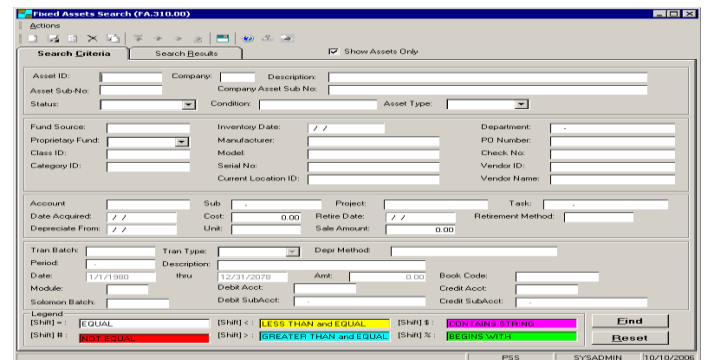 Fixed Assets Search (FA.310.00)
Actions
Search Criteria Search Results Show Assets Only
Asset ID: Company: Description:
Asset Sub-No: Company Asset Sub No:
Status: Condition: Asset Type:
Fund Source: Inventory Date: / / Department: -
Proprietary Fund: Manufacturer: PO Number:
Class ID: Model: Check No:
Category ID: Serial No: Vendor ID:
Current Location ID: Vendor Name:
Account Sub - Project: Task: -
Date Acquired: / / Cost: 0.00 Retire Date: / / Retirement Method:
Depreciate From: / / Unit: Sale Amount: 0.00
Tran Batch: Tran Type: Depr Method:
Period: - Description:
Date: 1/1/1980 thru 12/31/2078 Amt: 0.00 Book Code:
Module: Debit Acct: Credit Acct:
Solomon Batch: Debit SubAcct: - Credit SubAcct: -
Legend
[Shift] = : EQUAL [Shift] < : LESS THAN and EQUAL [Shift] $ : CONTAINS STRING Find
[Shift] # : NOT EQUAL [Shift] > : GREATER THAN and EQUAL [Shift] % : BEGINS WITH Reset
PSS SYSADMIN 10/10/2006